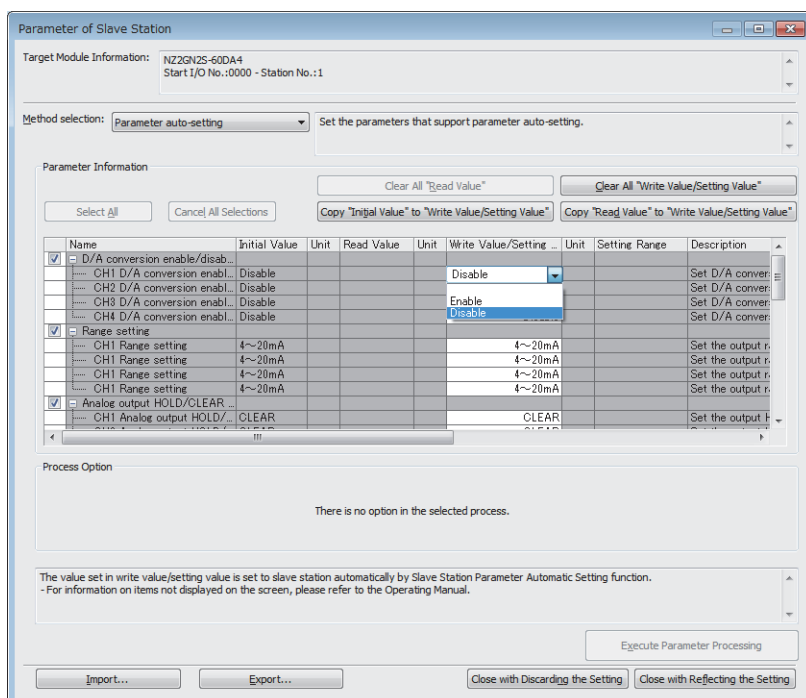 Parameter of Slave Station
Target Module Information:
NZ2GN2S-60DA4
Start I/O No.:0000 - Station No.:1
Method selection: Parameter auto-setting
Set the parameters that support parameter auto-setting.
Parameter Information
Clear All "Read Value" Clear All "Write Value/Setting Value"
Select All Cancel All Selections Copy "Initial Value" to "Write Value/Setting Value" Copy "Read Value" to "Write Value/Setting Value"
Name Initial Value Unit Read Value Unit Write Value/Setting ... Unit Setting Range Description
D/A conversion enable/disab...
CH1 D/A conversion enabl... Disable Disable Set D/A conver
CH2 D/A conversion enabl... Disable Set D/A conver
CH3 D/A conversion enabl... Disable Enable Set D/A conver
CH4 D/A conversion enabl... Disable Disable Set D/A conver
Range setting
CH1 Range setting 4～20mA 4～20mA Set the output r
CH1 Range setting 4～20mA 4～20mA Set the output r
CH1 Range setting 4～20mA 4～20mA Set the output r
CH1 Range setting 4～20mA 4～20mA Set the output r
Analog output HOLD/CLEAR ...
CH1 Analog output HOLD/... CLEAR CLEAR Set the output H
Process Option
There is no option in the selected process.
The value set in write value/setting value is set to slave station automatically by Slave Station Parameter Automatic Setting function.
- For information on items not displayed on the screen, please refer to the Operating Manual.
Execute Parameter Processing
Import... Export... Close with Discarding the Setting Close with Reflecting the Setting